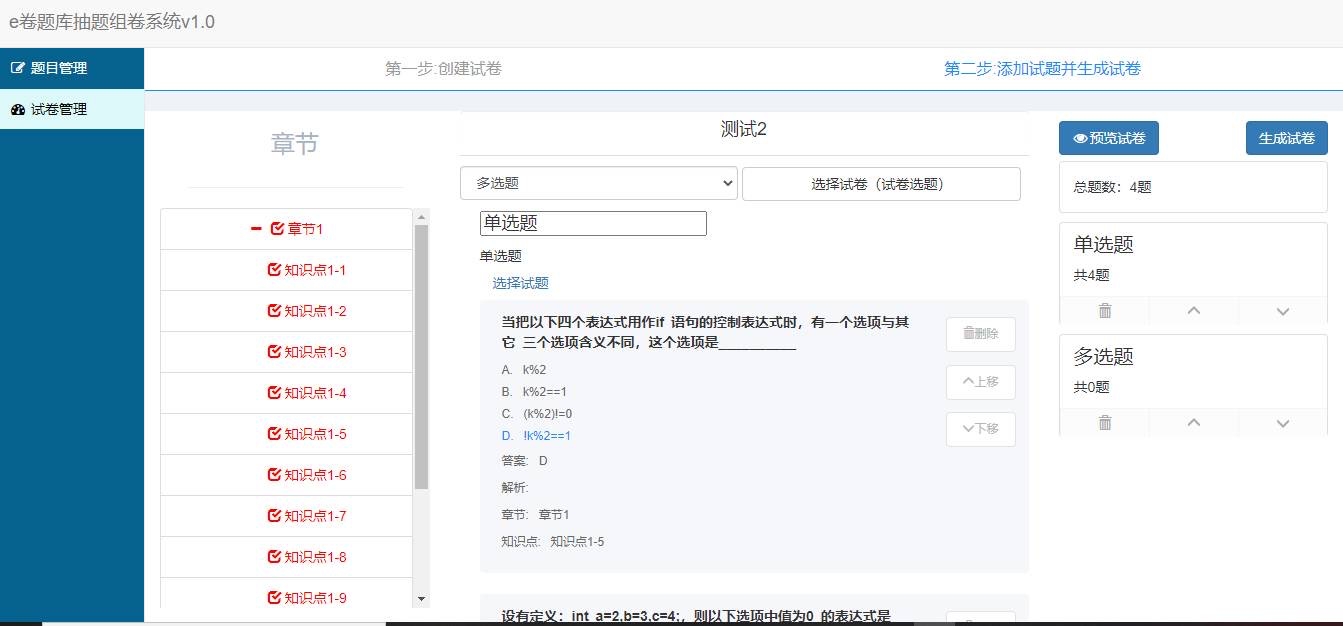 e卷题库抽题组卷系统v1.0
题目管理
试卷管理
第一步:创建试卷
第二步:添加试题并生成试卷
章节
章节1
知识点1-1
知识点1-2
知识点1-3
知识点1-4
知识点1-5
知识点1-6
知识点1-7
知识点1-8
知识点1-9
测试2
多选题
选择试卷（试卷选题）
单选题
单选题
选择试题
当把以下四个表达式用作if 语句的控制表达式时，有一个选项与其
它 三个选项含义不同，这个选项是___________
A. k%2
B. k%2==1
C. (k%2)!=0
D. !k%2==1
答案: D
解析:
章节: 章节1
知识点: 知识点1-5
删除
上移
下移
设有定义：int a=2,b=3,c=4;，则以下选项中值为0 的表达式是
预览试卷
生成试卷
总题数：4题
单选题
共4题
多选题
共0题